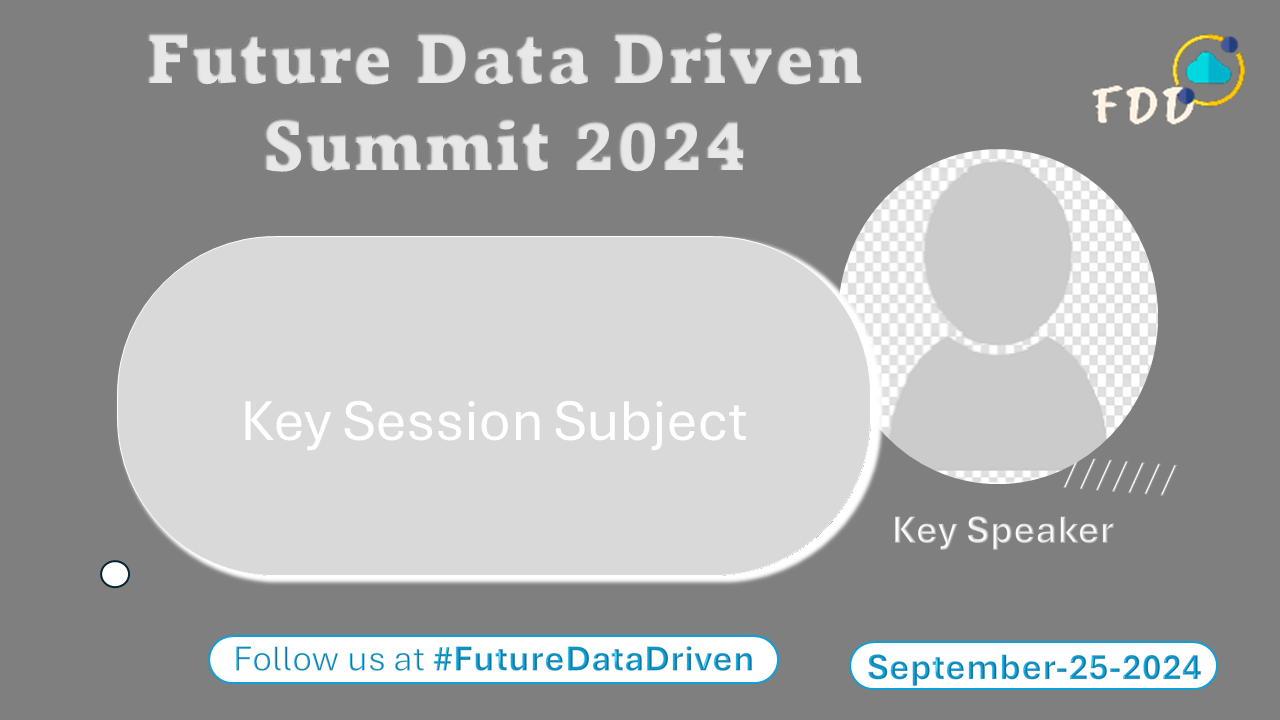 Future Data Driven
Summit 2024
FDD
Key Session Subject
Key Speaker
Follow us at #FutureDataDriven
September-25-2024